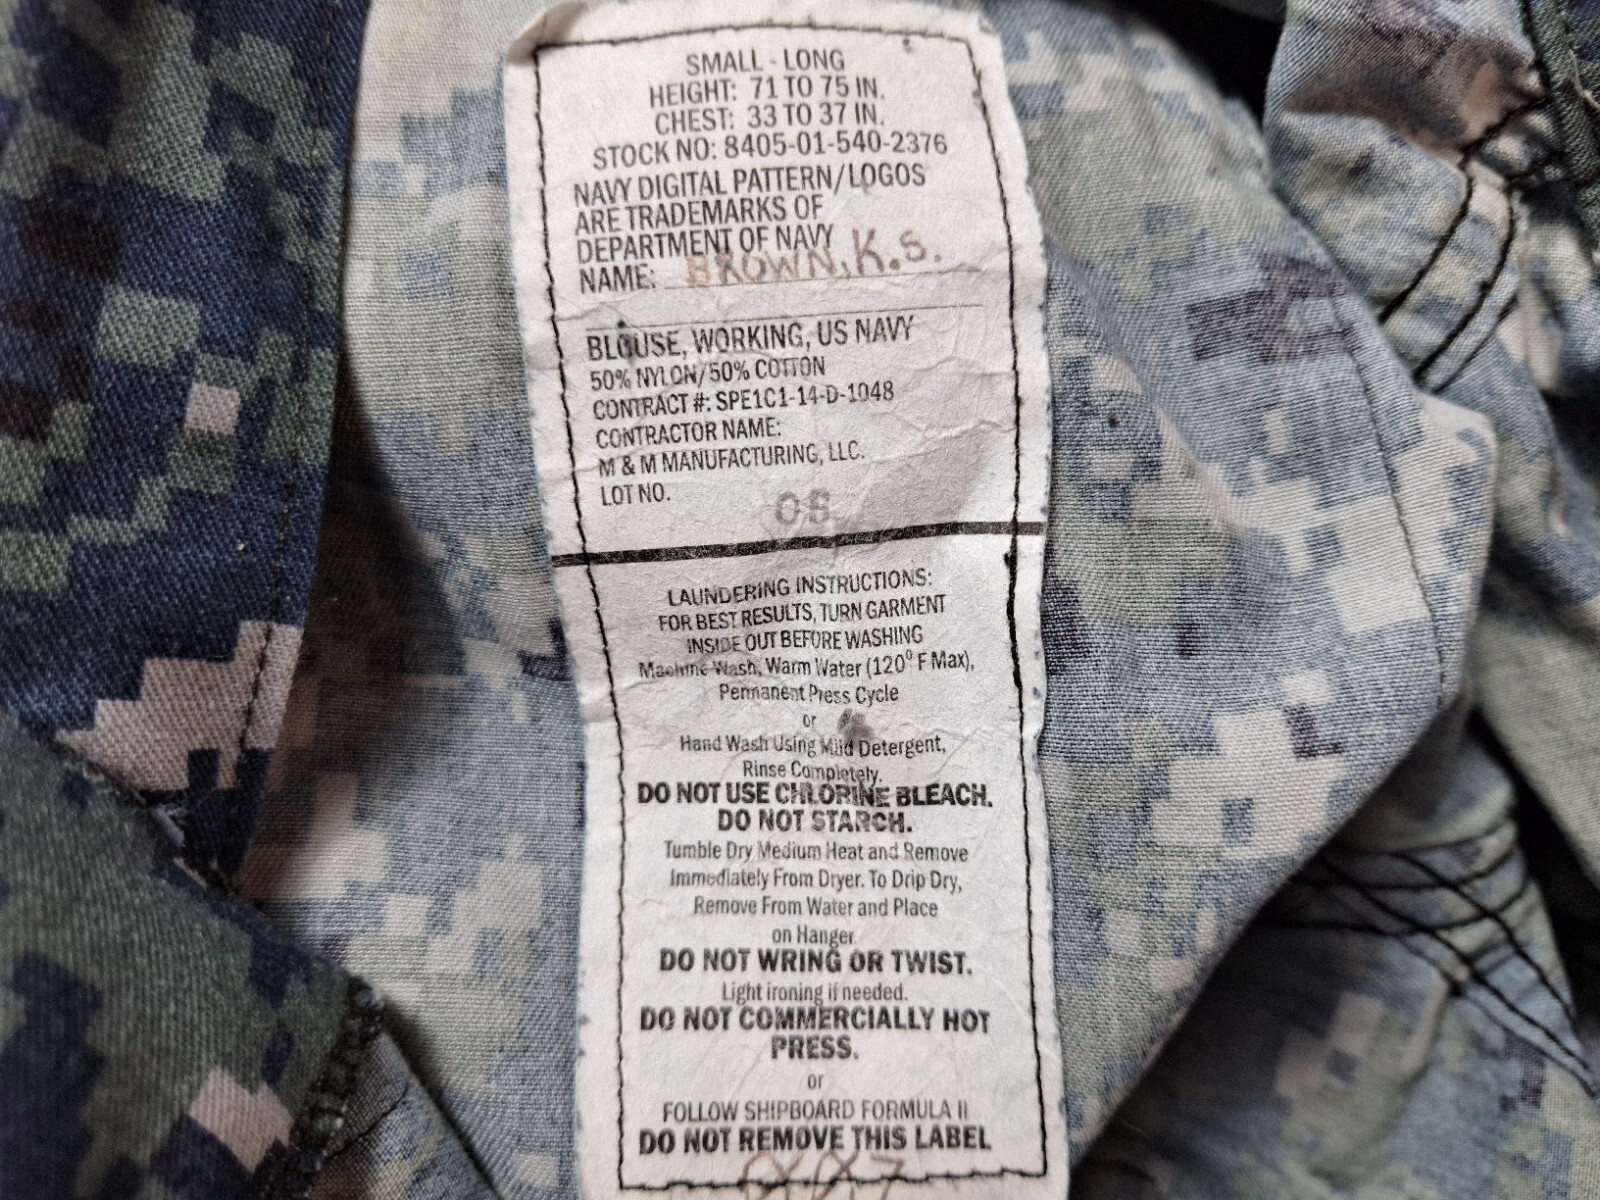 SMALL - LONG
HEIGHT: 71 TO 75 IN.
CHEST: 33 TO 37 IN.
STOCK NO: 8405-01-540-2376
NAVY DIGITAL PATTERN/LOGOS
ARE TRADEMARKS OF
DEPARTMENT OF NAVY
NAME: BROWN, K.S.
BLOUSE, WORKING, US NAVY
50% NYLON/50% COTTON
CONTRACT #: SPE1C1-14-D-1048
CONTRACTOR NAME:
M & M MANUFACTURING, LLC.
LOT NO.
LAUNDERING INSTRUCTIONS:
FOR BEST RESULTS, TURN GARMENT
INSIDE OUT BEFORE WASHING
Machine Wash, Warm Water (120° F Max),
Permanent Press Cycle
or
Hand Wash Using Mild Detergent,
Rinse Completely.
DO NOT USE CHLORINE BLEACH.
DO NOT STARCH.
Tumble Dry Medium Heat and Remove
Immediately From Dryer. To Drip Dry,
Remove From Water and Place
on Hanger.
DO NOT WRING OR TWIST.
Light ironing if needed.
DO NOT COMMERCIALLY HOT
PRESS.
or
FOLLOW SHIPBOARD FORMULA II
DO NOT REMOVE THIS LABEL